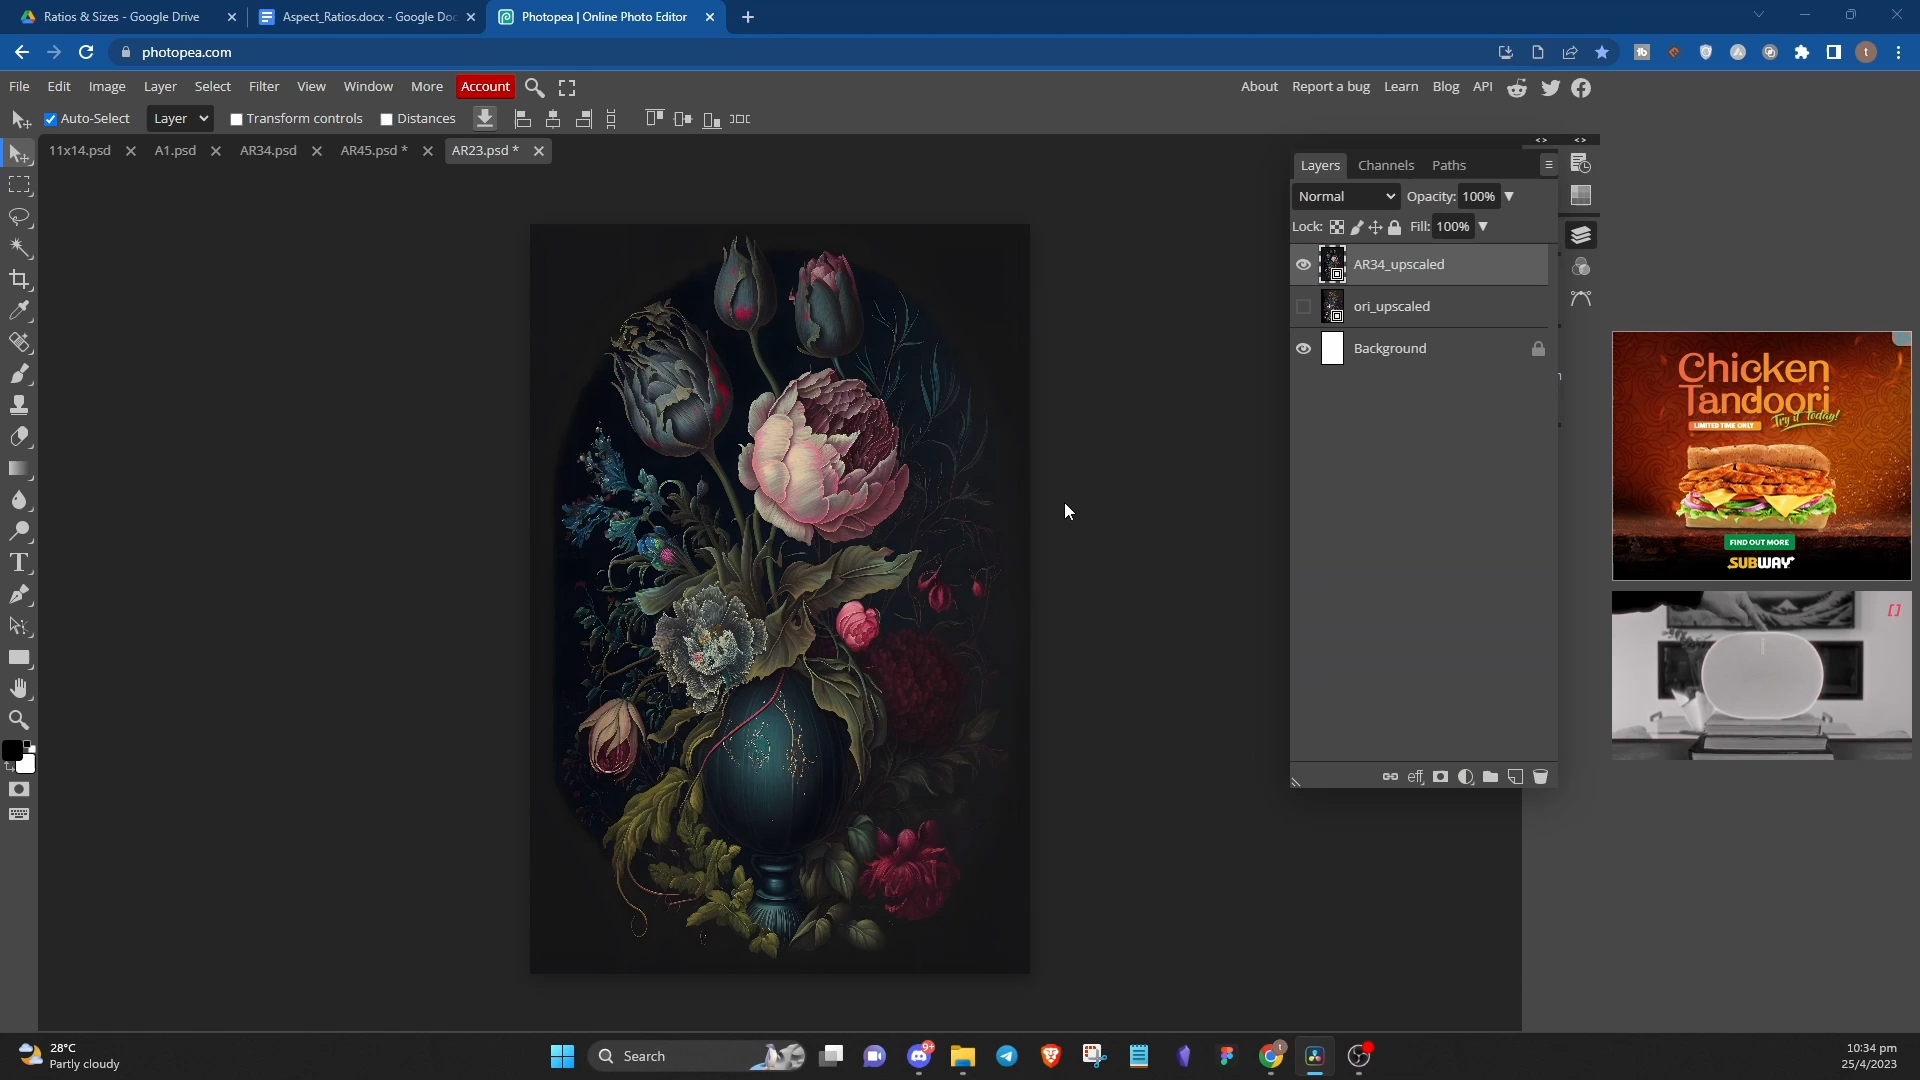 Ratios & Sizes - Google Drive
Aspect_Ratios.docx - Google Doc
Photopea | Online Photo Editor
photopea.com
t
File Edit Image Layer Select Filter View Window More Account
About Report a bug Learn Blog API
Auto-Select Layer Transform controls Distances
11x14.psd A1.psd AR34.psd AR45.psd * AR23.psd *
Layers Channels Paths
Normal Opacity: 100%
Lock: Fill: 100%
AR34_upscaled
ori_upscaled
Background
eff
Chicken
Tandoori
Try it Today!
LIMITED TIME ONLY
FIND OUT MORE
SUBWAY
28°C
Partly cloudy
Search
9+
10:34 pm
25/4/2023